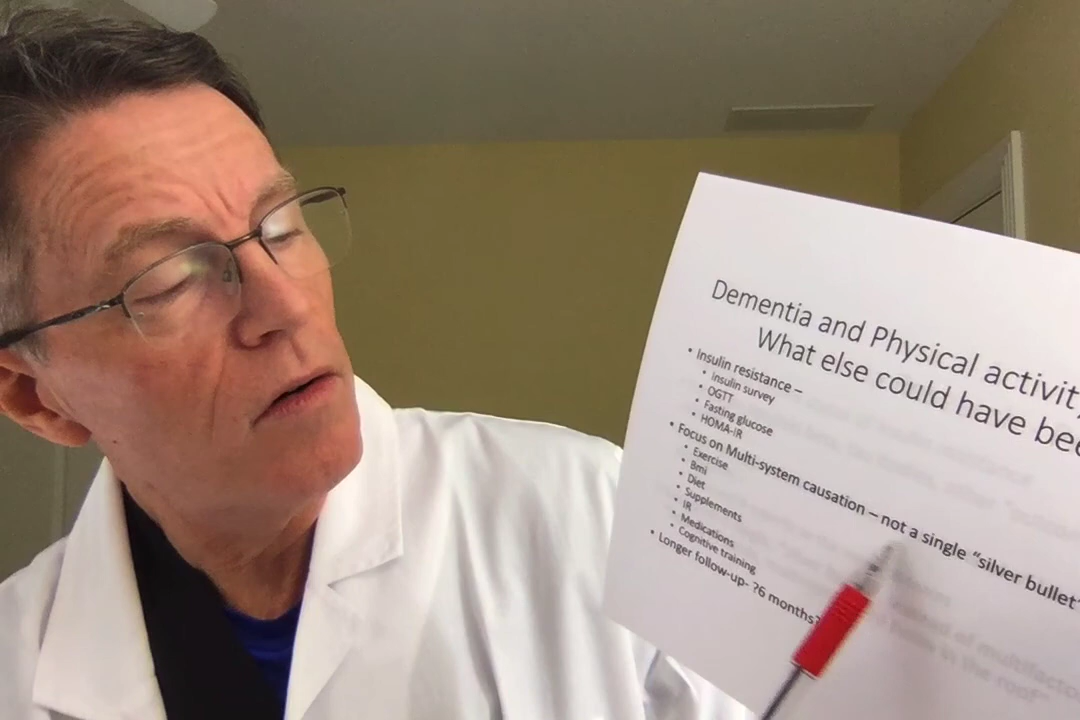 Dementia and Physical activity,
What else could have bee
• Insulin resistance –
• Insulin survey
• OGTT
• Fasting glucose
• HOMA-IR
• Focus on Multi-system causation – not a single "silver bullet"
• Exercise
• Bmi
• Diet
• Supplements
• IR
• Medications
• Cognitive training
• Longer follow-up- ?6 months?